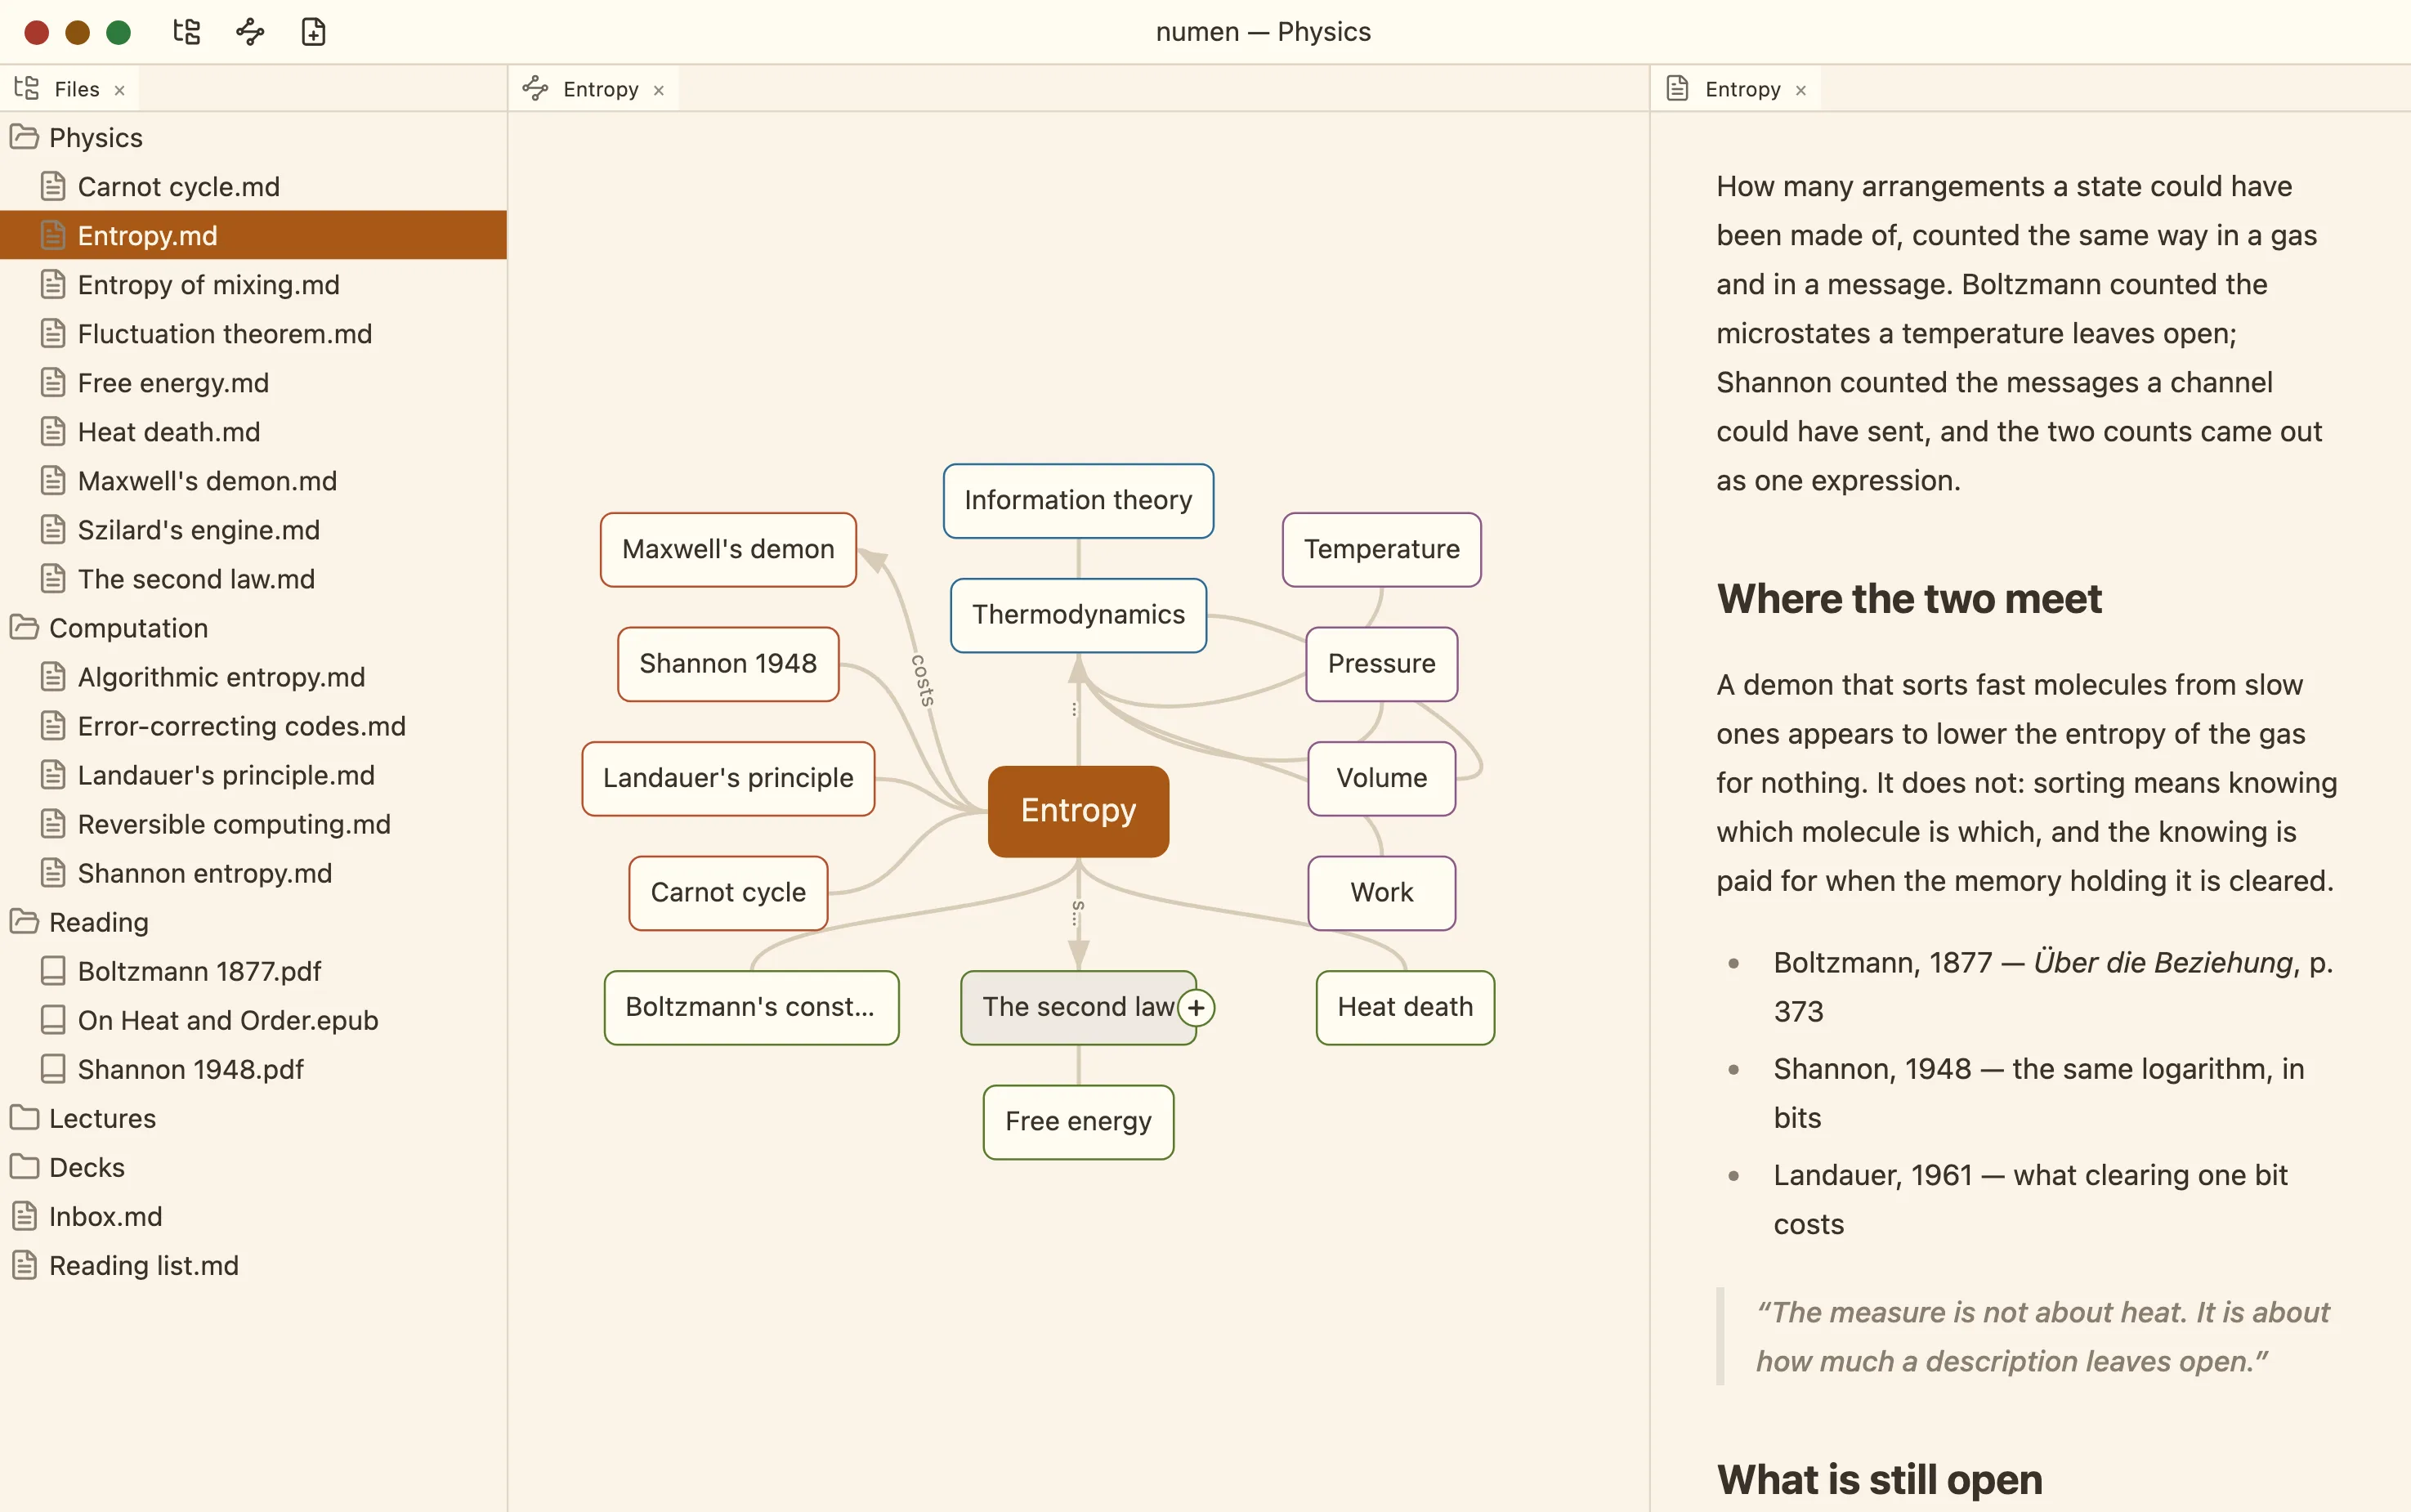 numen — Physics
Files ×
Physics
Carnot cycle.md
Entropy.md
Entropy of mixing.md
Fluctuation theorem.md
Free energy.md
Heat death.md
Maxwell's demon.md
Szilard's engine.md
The second law.md
Computation
Algorithmic entropy.md
Error-correcting codes.md
Landauer's principle.md
Reversible computing.md
Shannon entropy.md
Reading
Boltzmann 1877.pdf
On Heat and Order.epub
Shannon 1948.pdf
Lectures
Decks
Inbox.md
Reading list.md
Entropy ×
Information theory
Maxwell's demon
Temperature
Thermodynamics
Shannon 1948
costs
Pressure
...
Landauer's principle
Volume
Entropy
Carnot cycle
Work
s...
Boltzmann's const...
The second law
+
Heat death
Free energy
Entropy ×
How many arrangements a state could have
been made of, counted the same way in a gas
and in a message. Boltzmann counted the
microstates a temperature leaves open;
Shannon counted the messages a channel
could have sent, and the two counts came out
as one expression.
Where the two meet
A demon that sorts fast molecules from slow
ones appears to lower the entropy of the gas
for nothing. It does not: sorting means knowing
which molecule is which, and the knowing is
paid for when the memory holding it is cleared.
• Boltzmann, 1877 — Über die Beziehung, p.
373
• Shannon, 1948 — the same logarithm, in
bits
• Landauer, 1961 — what clearing one bit
costs
“The measure is not about heat. It is about
how much a description leaves open.”
What is still open